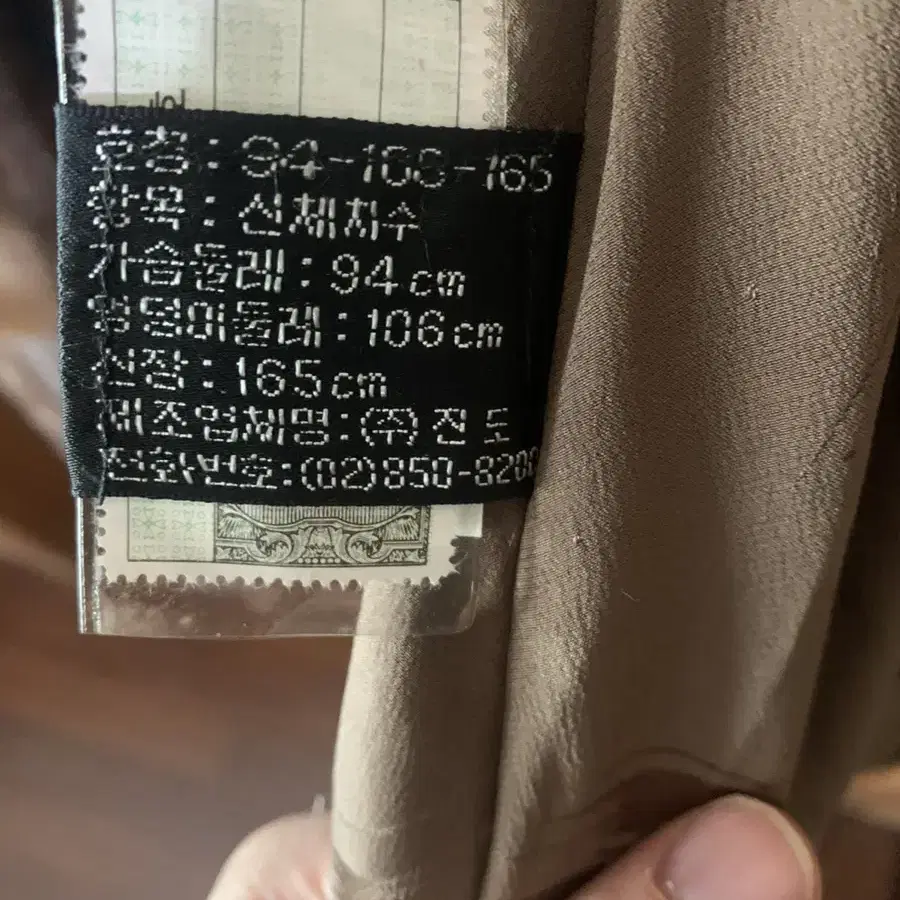 호칭 : 94-106-165
항목 : 신체치수
가슴둘레 : 94cm
엉덩이둘레 : 106cm
신장 : 165cm
제조업체명 : (주) 전도
전화번호:(02)850-8200